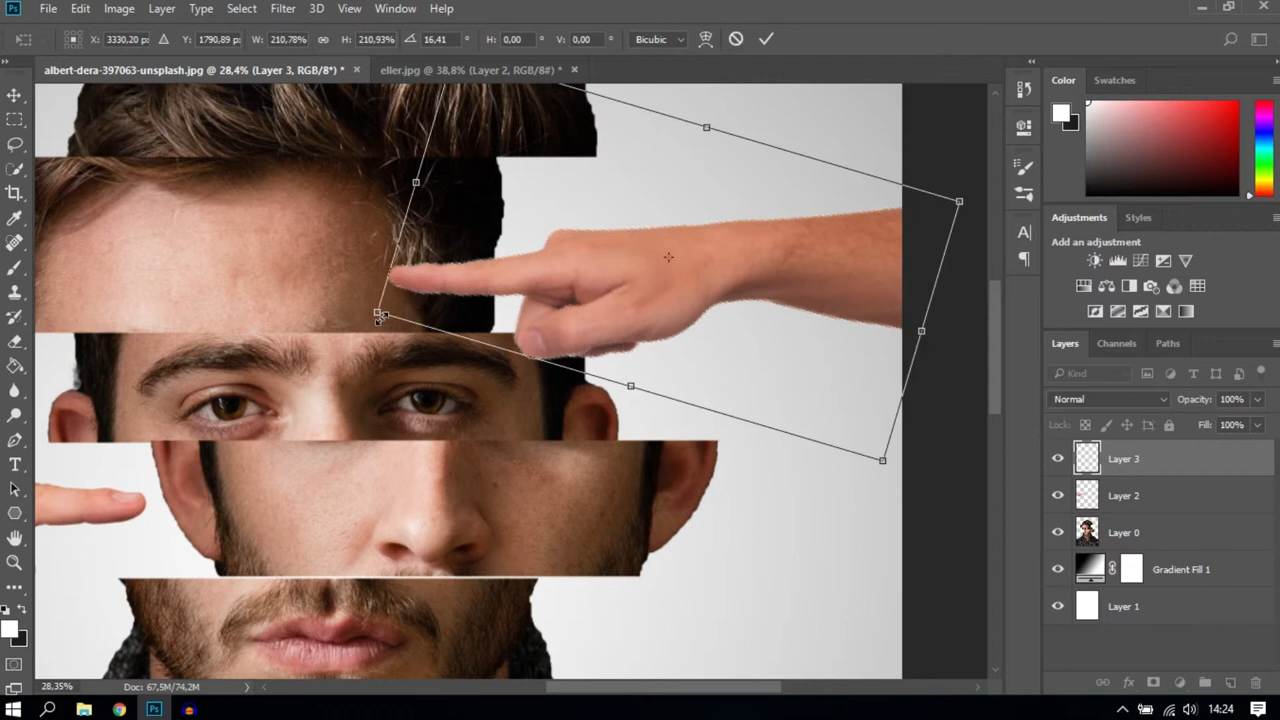 Ps File Edit Image Layer Type Select Filter 3D View Window Help
X: 3330,20 px Y: 1790,89 px W: 210,78% H: 210,93% 16,41 ° H: 0,00 ° V: 0,00 ° Bicubic
albert-dera-397063-unsplash.jpg @ 28,4% (Layer 3, RGB/8*) * eller.jpg @ 38,8% (Layer 2, RGB/8#) *
Color Swatches
Adjustments Styles
Add an adjustment
Layers Channels Paths
Kind
Normal Opacity: 100%
Lock: Fill: 100%
Layer 3
Layer 2
Layer 0
Gradient Fill 1
Layer 1
28,35% Doc: 67,5M/74,2M
Ps 14:24